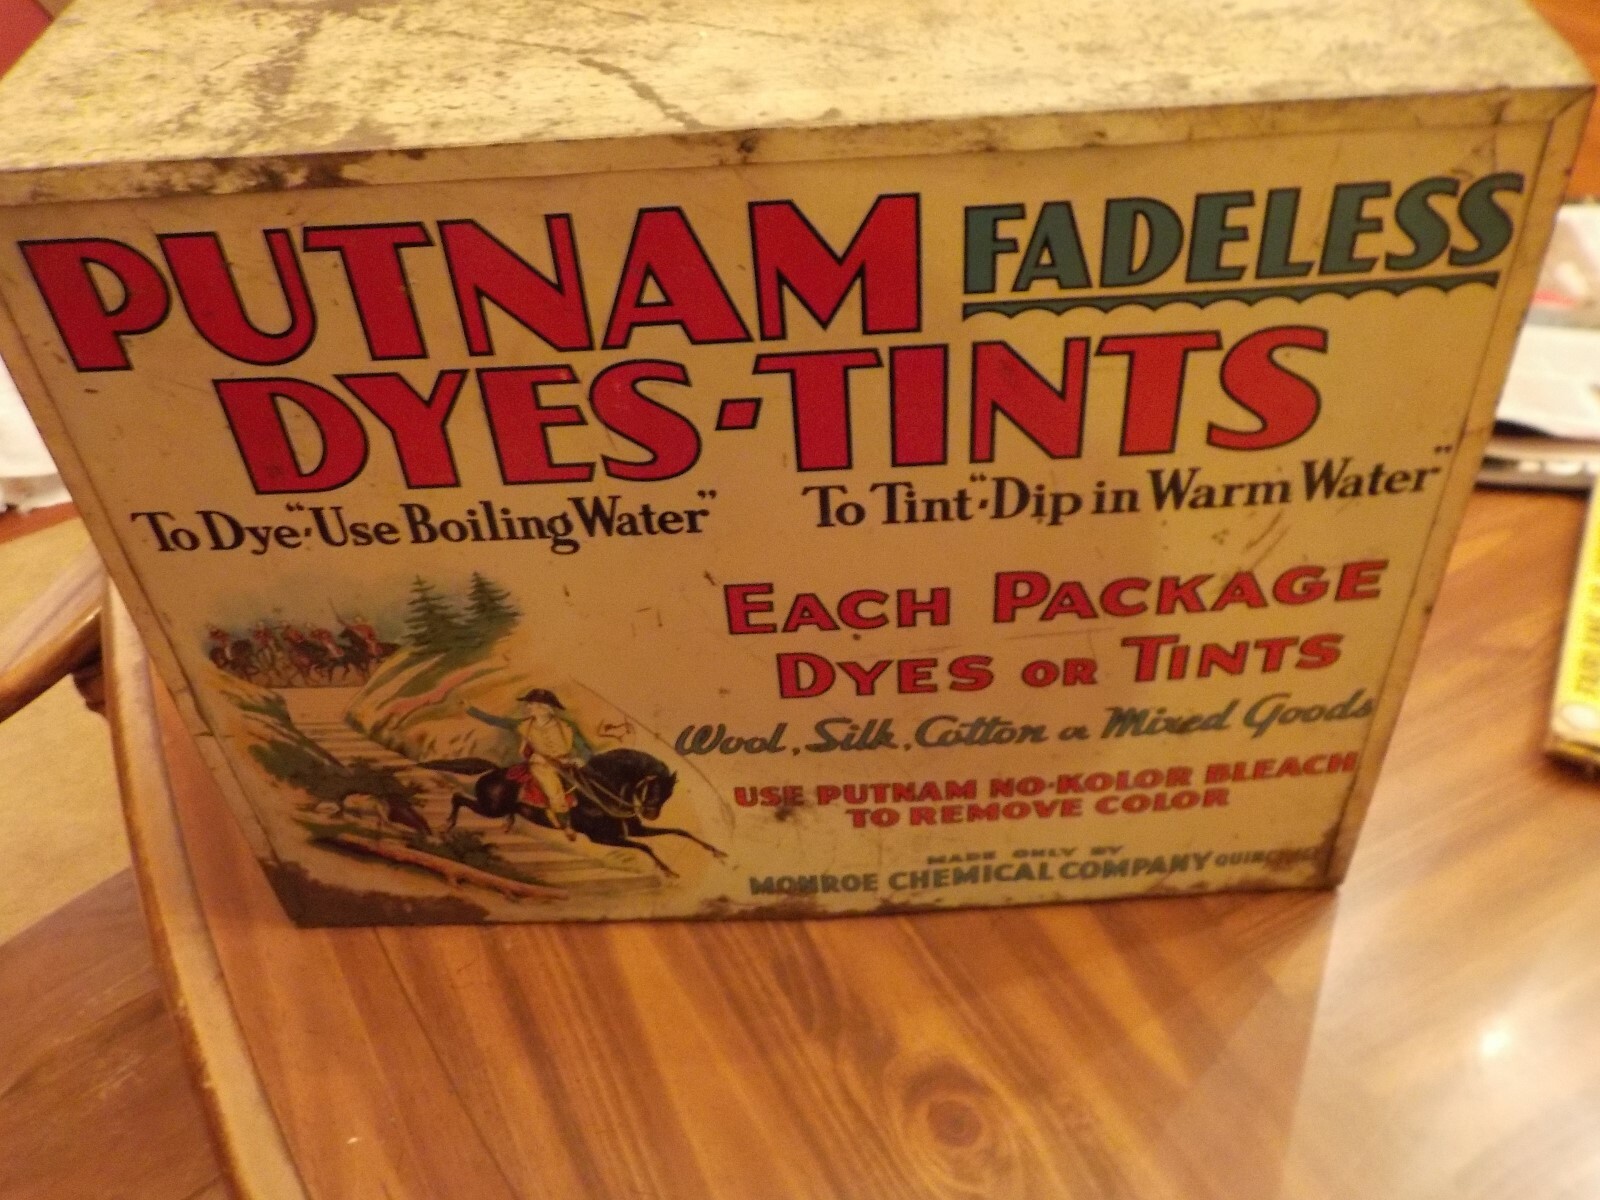 PUTNAM FADELESS
DYES-TINTS
To Dye "Use Boiling Water" To Tint "Dip in Warm Water"
EACH PACKAGE
DYES OR TINTS
Wool, Silk, Cotton or Mixed Goods
USE PUTNAM NO-KOLOR BLEACH
TO REMOVE COLOR
MADE ONLY BY
MONROE CHEMICAL COMPANY